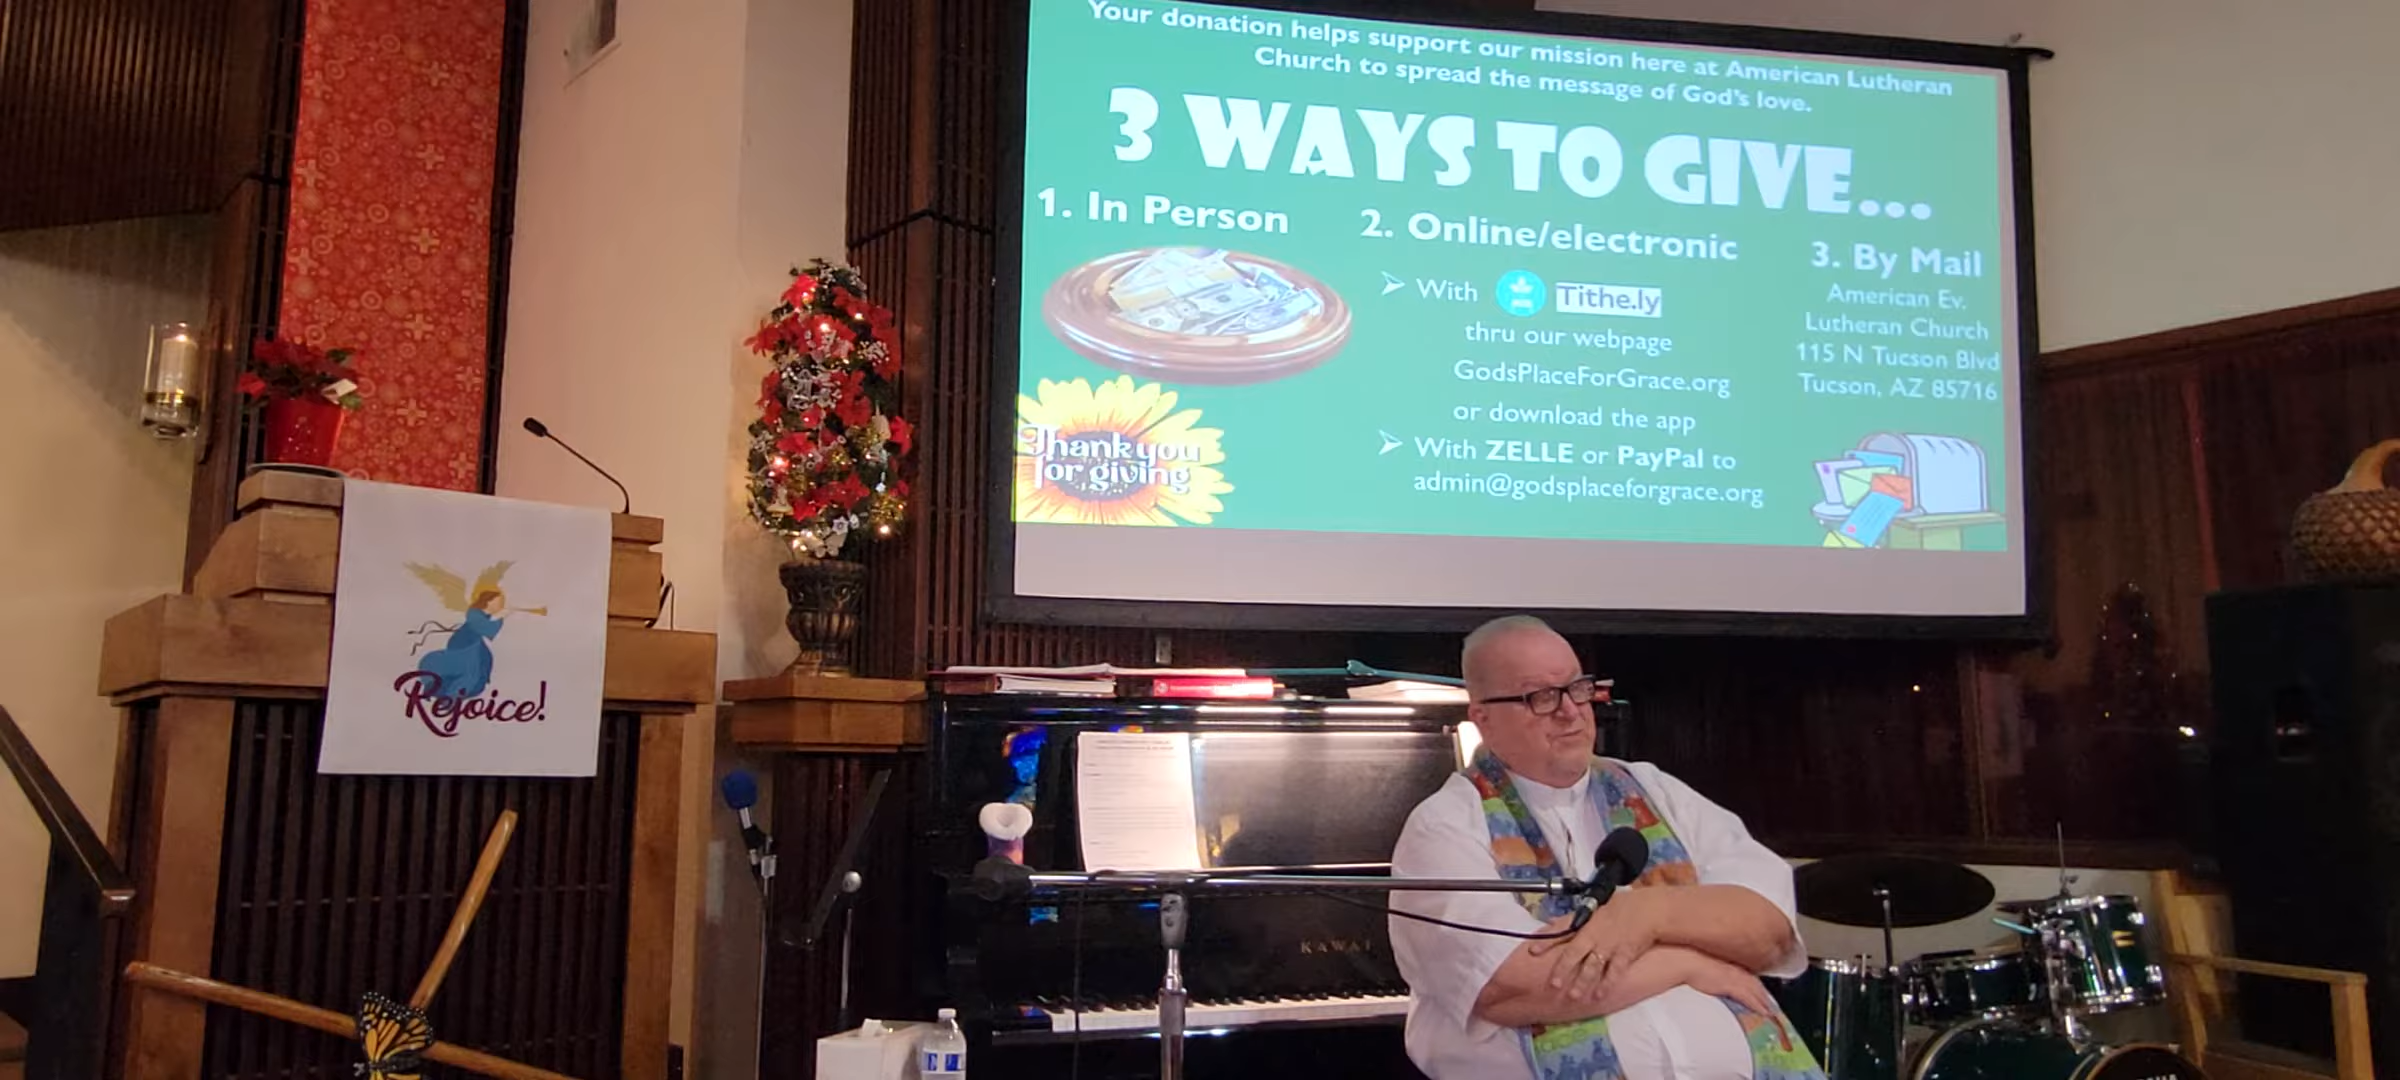 Your donation helps support our mission here at American Lutheran
Church to spread the message of God's love.
3 WAYS TO GIVE...
1. In Person
2. Online/electronic
With Tithe.ly
thru our webpage
GodsPlaceForGrace.org
or download the app
With ZELLE or PayPal to
admin@godsplaceforgrace.org
3. By Mail
American Ev.
Lutheran Church
115 N Tucson Blvd
Tucson, AZ 85716
Thank you
for giving
Rejoice!
KAWAI